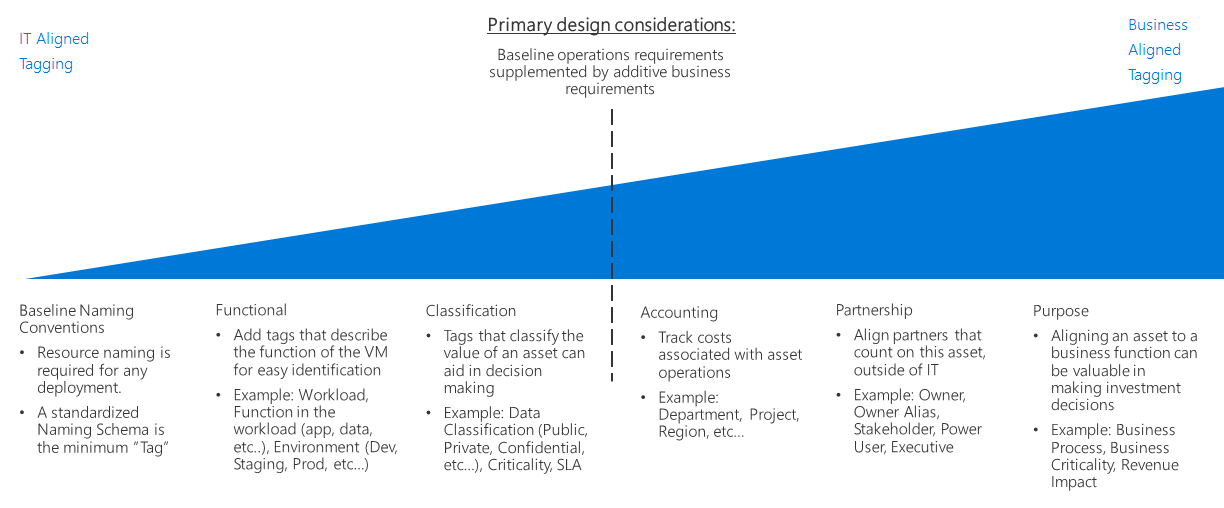 IT Aligned
Tagging
Primary design considerations:
Baseline operations requirements
supplemented by additive business
requirements
Business
Aligned
Tagging
Baseline Naming
Conventions
• Resource naming is
required for any
deployment.
• A standardized
Naming Schema is
the minimum “Tag”
Functional
• Add tags that describe
the function of the VM
for easy identification
• Example: Workload,
Function in the
workload (app, data,
etc..), Environment (Dev,
Staging, Prod, etc…)
Classification
• Tags that classify the
value of an asset can
aid in decision
making
• Example: Data
Classification (Public,
Private, Confidential,
etc…), Criticality, SLA
Accounting
• Track costs
associated with asset
operations
• Example:
Department, Project,
Region, etc…
Partnership
• Align partners that
count on this asset,
outside of IT
• Example: Owner,
Owner Alias,
Stakeholder, Power
User, Executive
Purpose
• Aligning an asset to a
business function can
be valuable in
making investment
decisions
• Example: Business
Process, Business
Criticality, Revenue
Impact